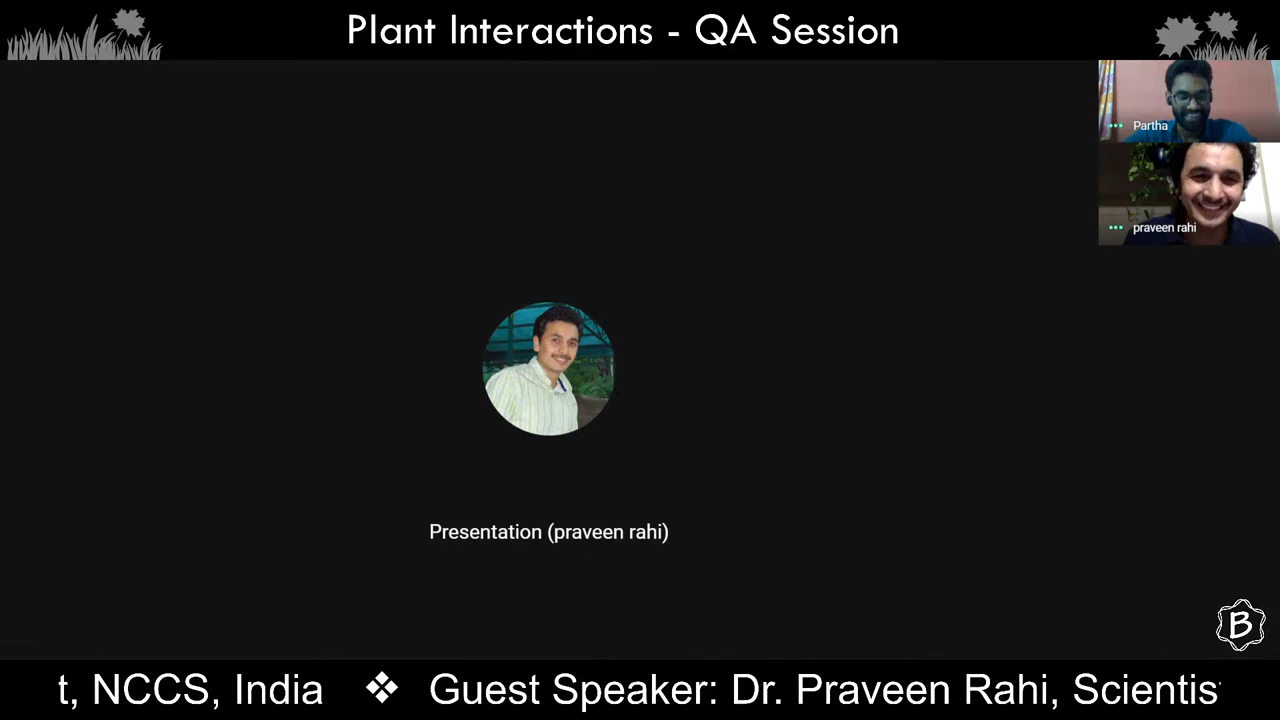 Plant Interactions - QA Session
Partha
praveen rahi
Presentation (praveen rahi)
B
t, NCCS, India ❖ Guest Speaker: Dr. Praveen Rahi, Scientis